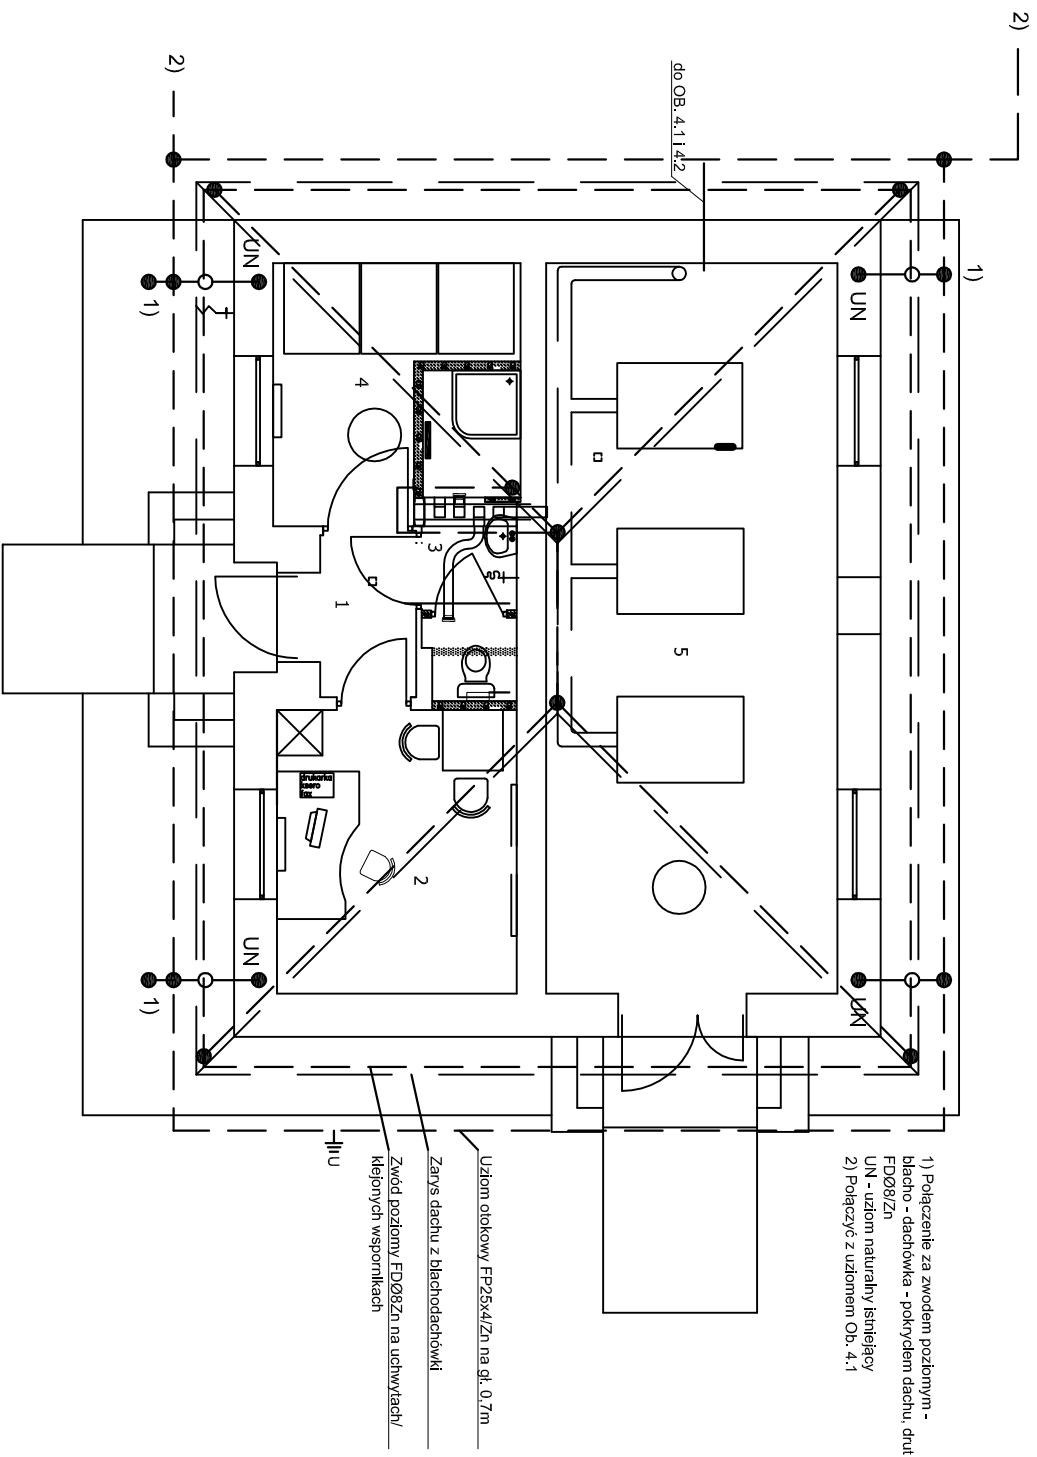 2)
2)
do OB. 4.1 i 4.2
1)
UN
UN
1)
4
3
1
5
drukarka
ksero
fax
2
UN
UN
1)
U
1) Połączenie za zwodem poziomym -
blacho - dachówka - pokryciem dachu, drut
FDØ8/Zn
UN - uziom naturalny istniejący
2) Połączyć z uziomem Ob. 4.1
Uziom otokowy FP25x4/Zn na gł. 0,7m
Zarys dachu z blachodachówki
Zwód poziomy FDØ8Zn na uchwytach/
klejonych wspornikach